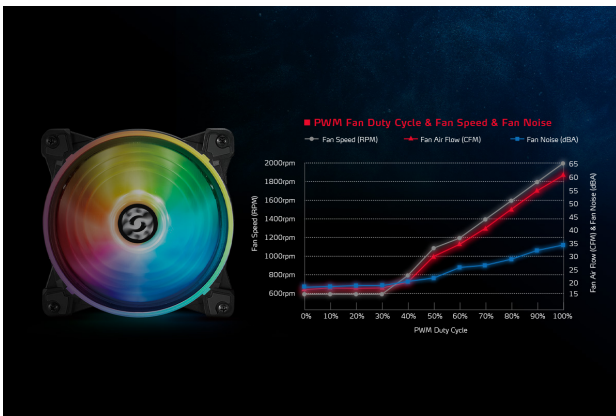 PWM Fan Duty Cycle & Fan Speed & Fan Noise
Fan Speed (RPM) Fan Air Flow (CFM) Fan Noise (dBA)
2000rpm
1800rpm
1600rpm
1400rpm
1200rpm
1000rpm
800rpm
600rpm
Fan Speed (RPM)
65
60
55
50
40
35
30
25
20
15
Fan Air Flow (CFM) & Fan Noise (dBA)
0% 10% 20% 30% 40% 50% 60% 70% 80% 90% 100%
PWM Duty Cycle